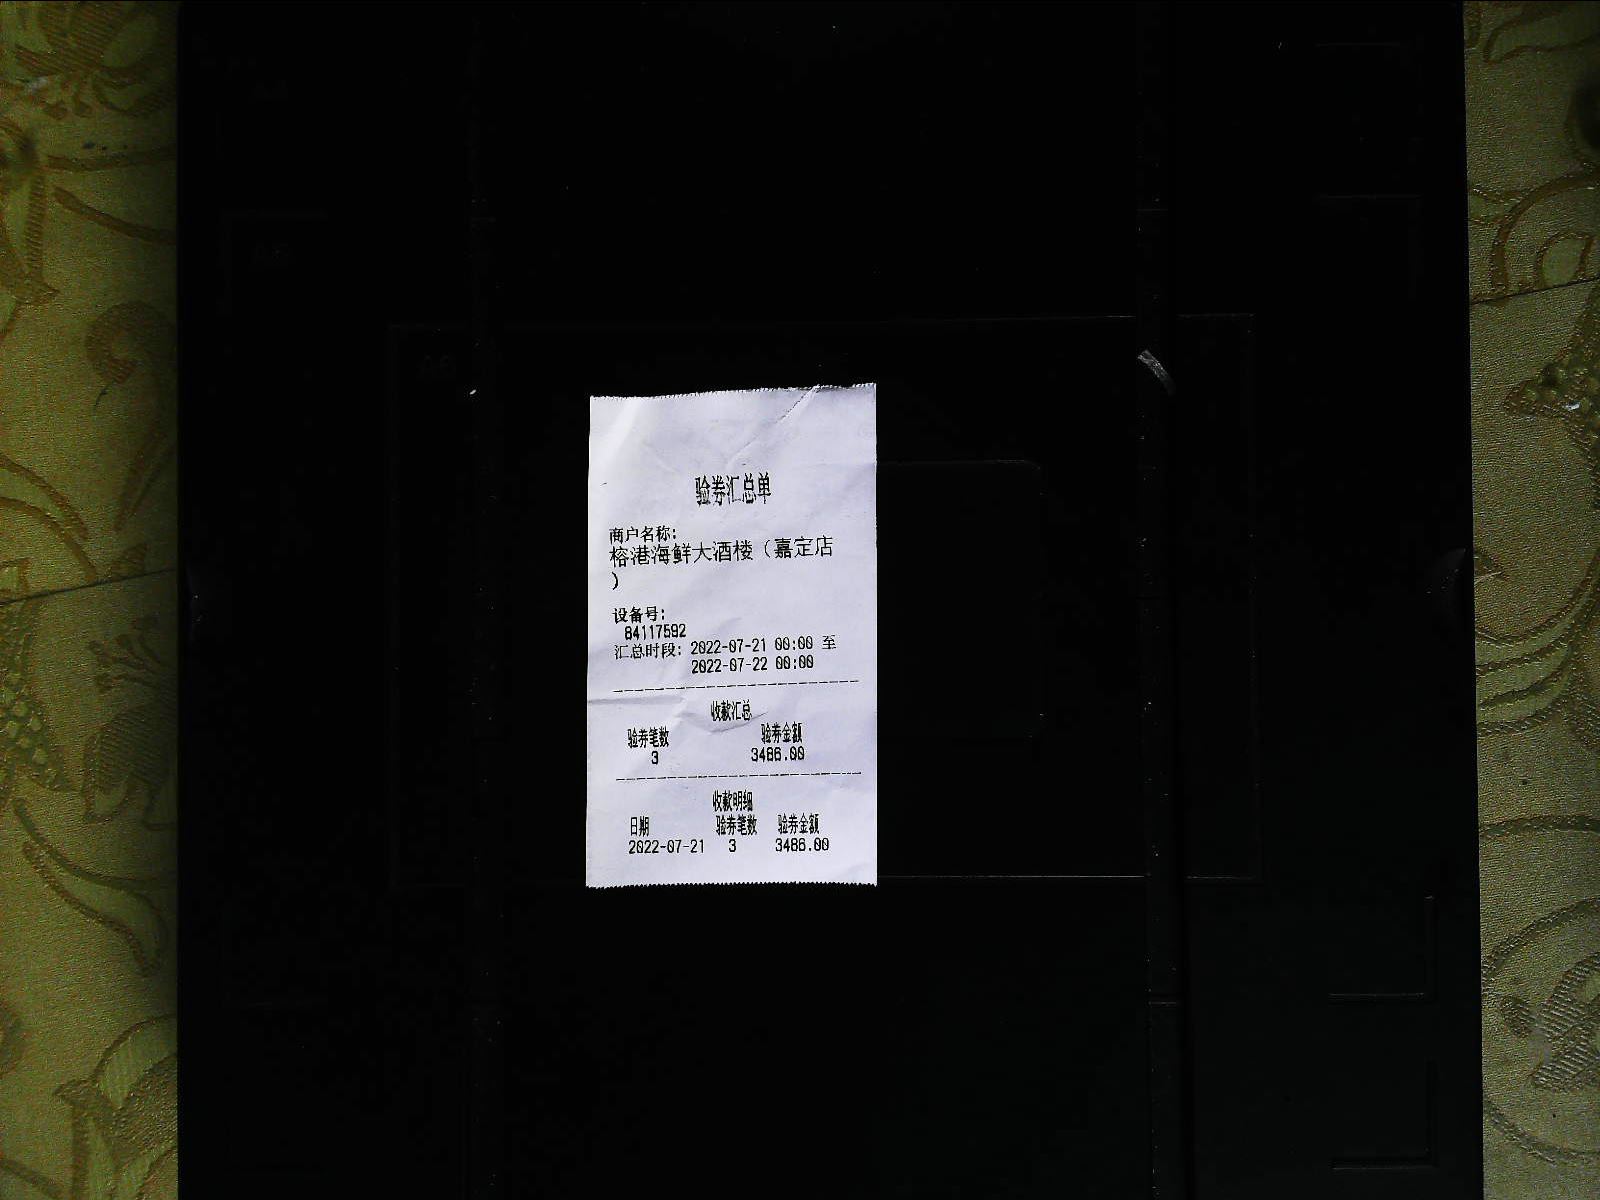 验券汇总单
商户名称:
榕港海鲜大酒楼（嘉定店
）
设备号:
84117592
汇总时段: 2022-07-21 00:00 至
2022-07-22 00:00
收款汇总
验券笔数 验券金额
3 3486.00
收款明细
日期 验券笔数 验券金额
2022-07-21 3 3486.00